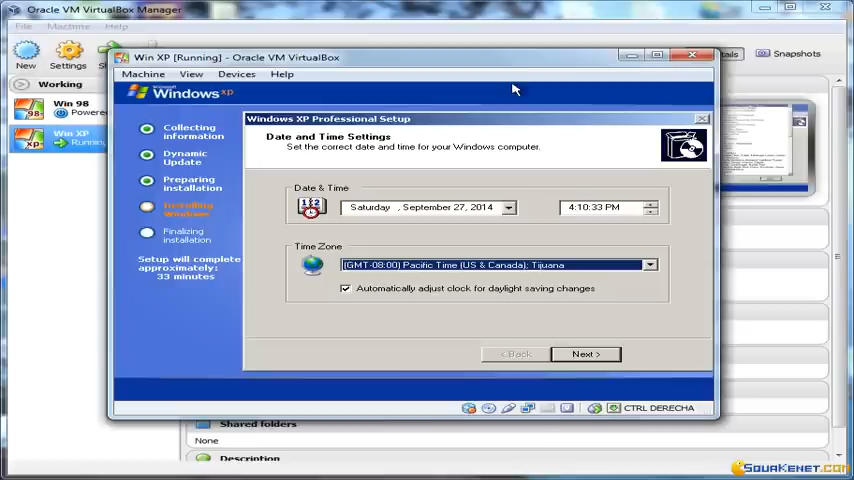 Oracle VM VirtualBox Manager
File Machine Help
New Settings
Snapshots
Working
Win 98
Powere
Win XP
Running
Win XP [Running] - Oracle VM VirtualBox
Machine View Devices Help
Microsoft
Windows xp
Collecting
information
Dynamic
Update
Preparing
installation
Installing
Windows
Finalizing
installation
Setup will complete
approximately:
33 minutes
Windows XP Professional Setup
Date and Time Settings
Set the correct date and time for your Windows computer.
Date & Time
Saturday , September 27, 2014
4:10:33 PM
Time Zone
(GMT-08:00) Pacific Time (US & Canada); Tijuana
Automatically adjust clock for daylight saving changes
< Back Next >
CTRL DERECHA
Shared folders
None
Description
SquaKeNet.com